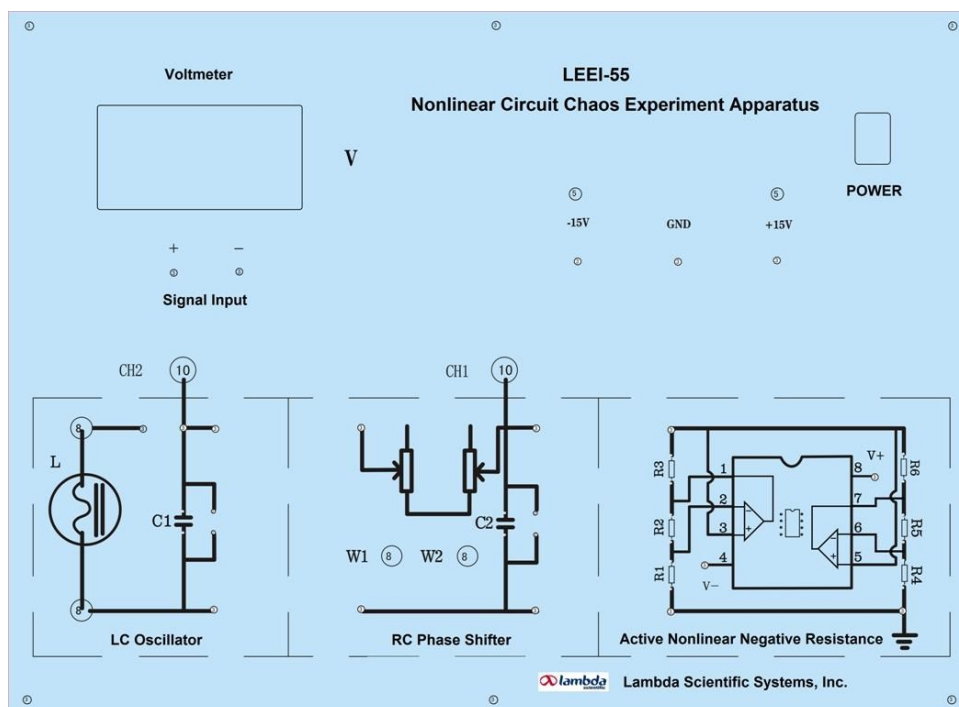 Voltmeter
LEEI-55
Nonlinear Circuit Chaos Experiment Apparatus
V
POWER
5 5
-15V GND +15V
+ −
Signal Input
CH2 10
CH1 10
8
L
C1
8
LC Oscillator
C2
W1 8 W2 8
RC Phase Shifter
R3 1 8 V+ R6
2 7
R2 3 6 R5
R1 4 5 R4
V−
Active Nonlinear Negative Resistance
lambda scientific Lambda Scientific Systems, Inc.